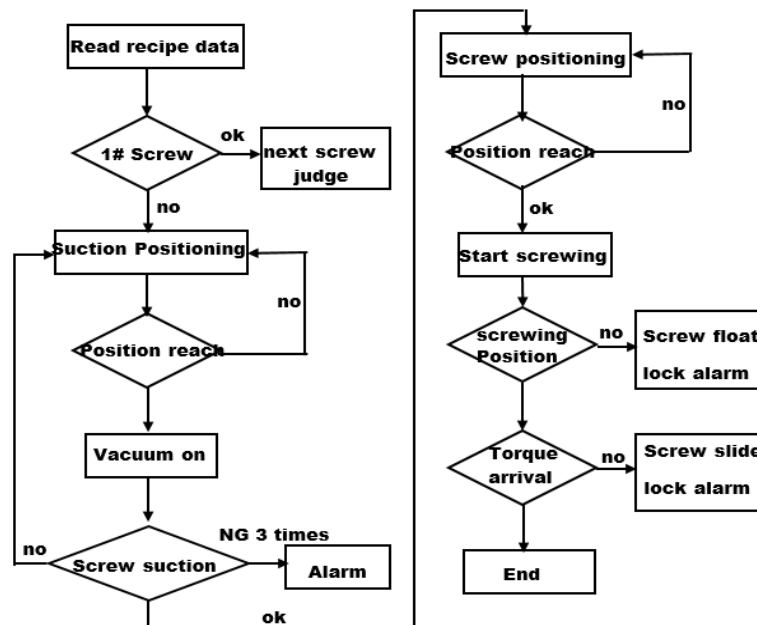 Read recipe data
1# Screw
ok
next screw
judge
no
Suction Positioning
no
Position reach
Vacuum on
NG 3 times
no
Screw suction
Alarm
ok
Screw positioning
no
Position reach
ok
Start screwing
screwing
Position
no
Screw float
lock alarm
Torque
arrival
no
Screw slide
lock alarm
End